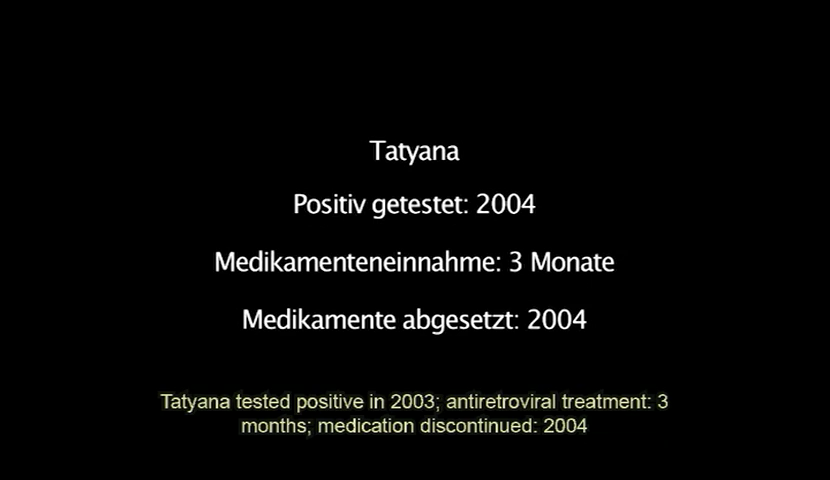 Tatyana
Positiv getestet: 2004
Medikamenteneinnahme: 3 Monate
Medikamente abgesetzt: 2004
Tatyana tested positive in 2003; antiretroviral treatment: 3
months; medication discontinued: 2004